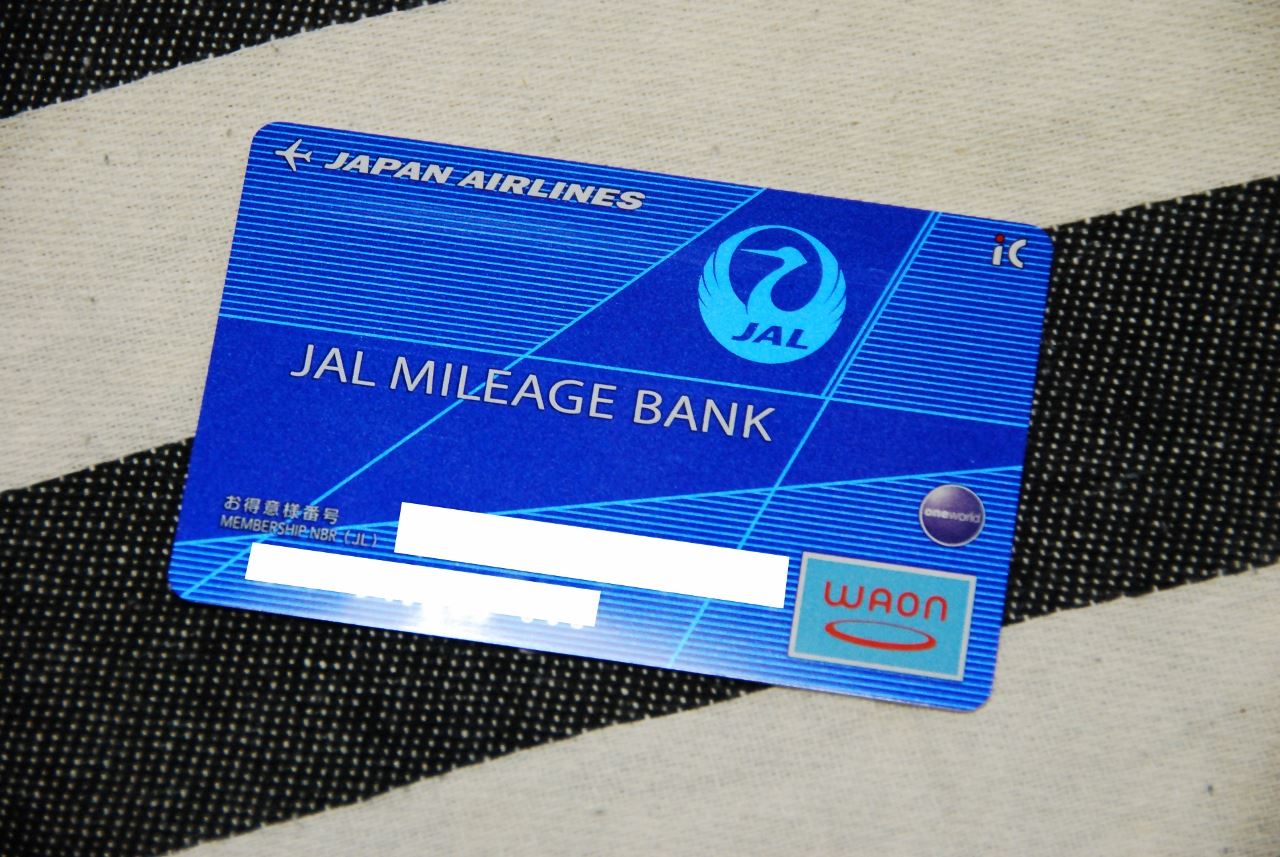 JAPAN AIRLINES
iC
JAL
JAL MILEAGE BANK
お得意様番号
MEMBERSHIP NBR (JL)
oneworld
WAON